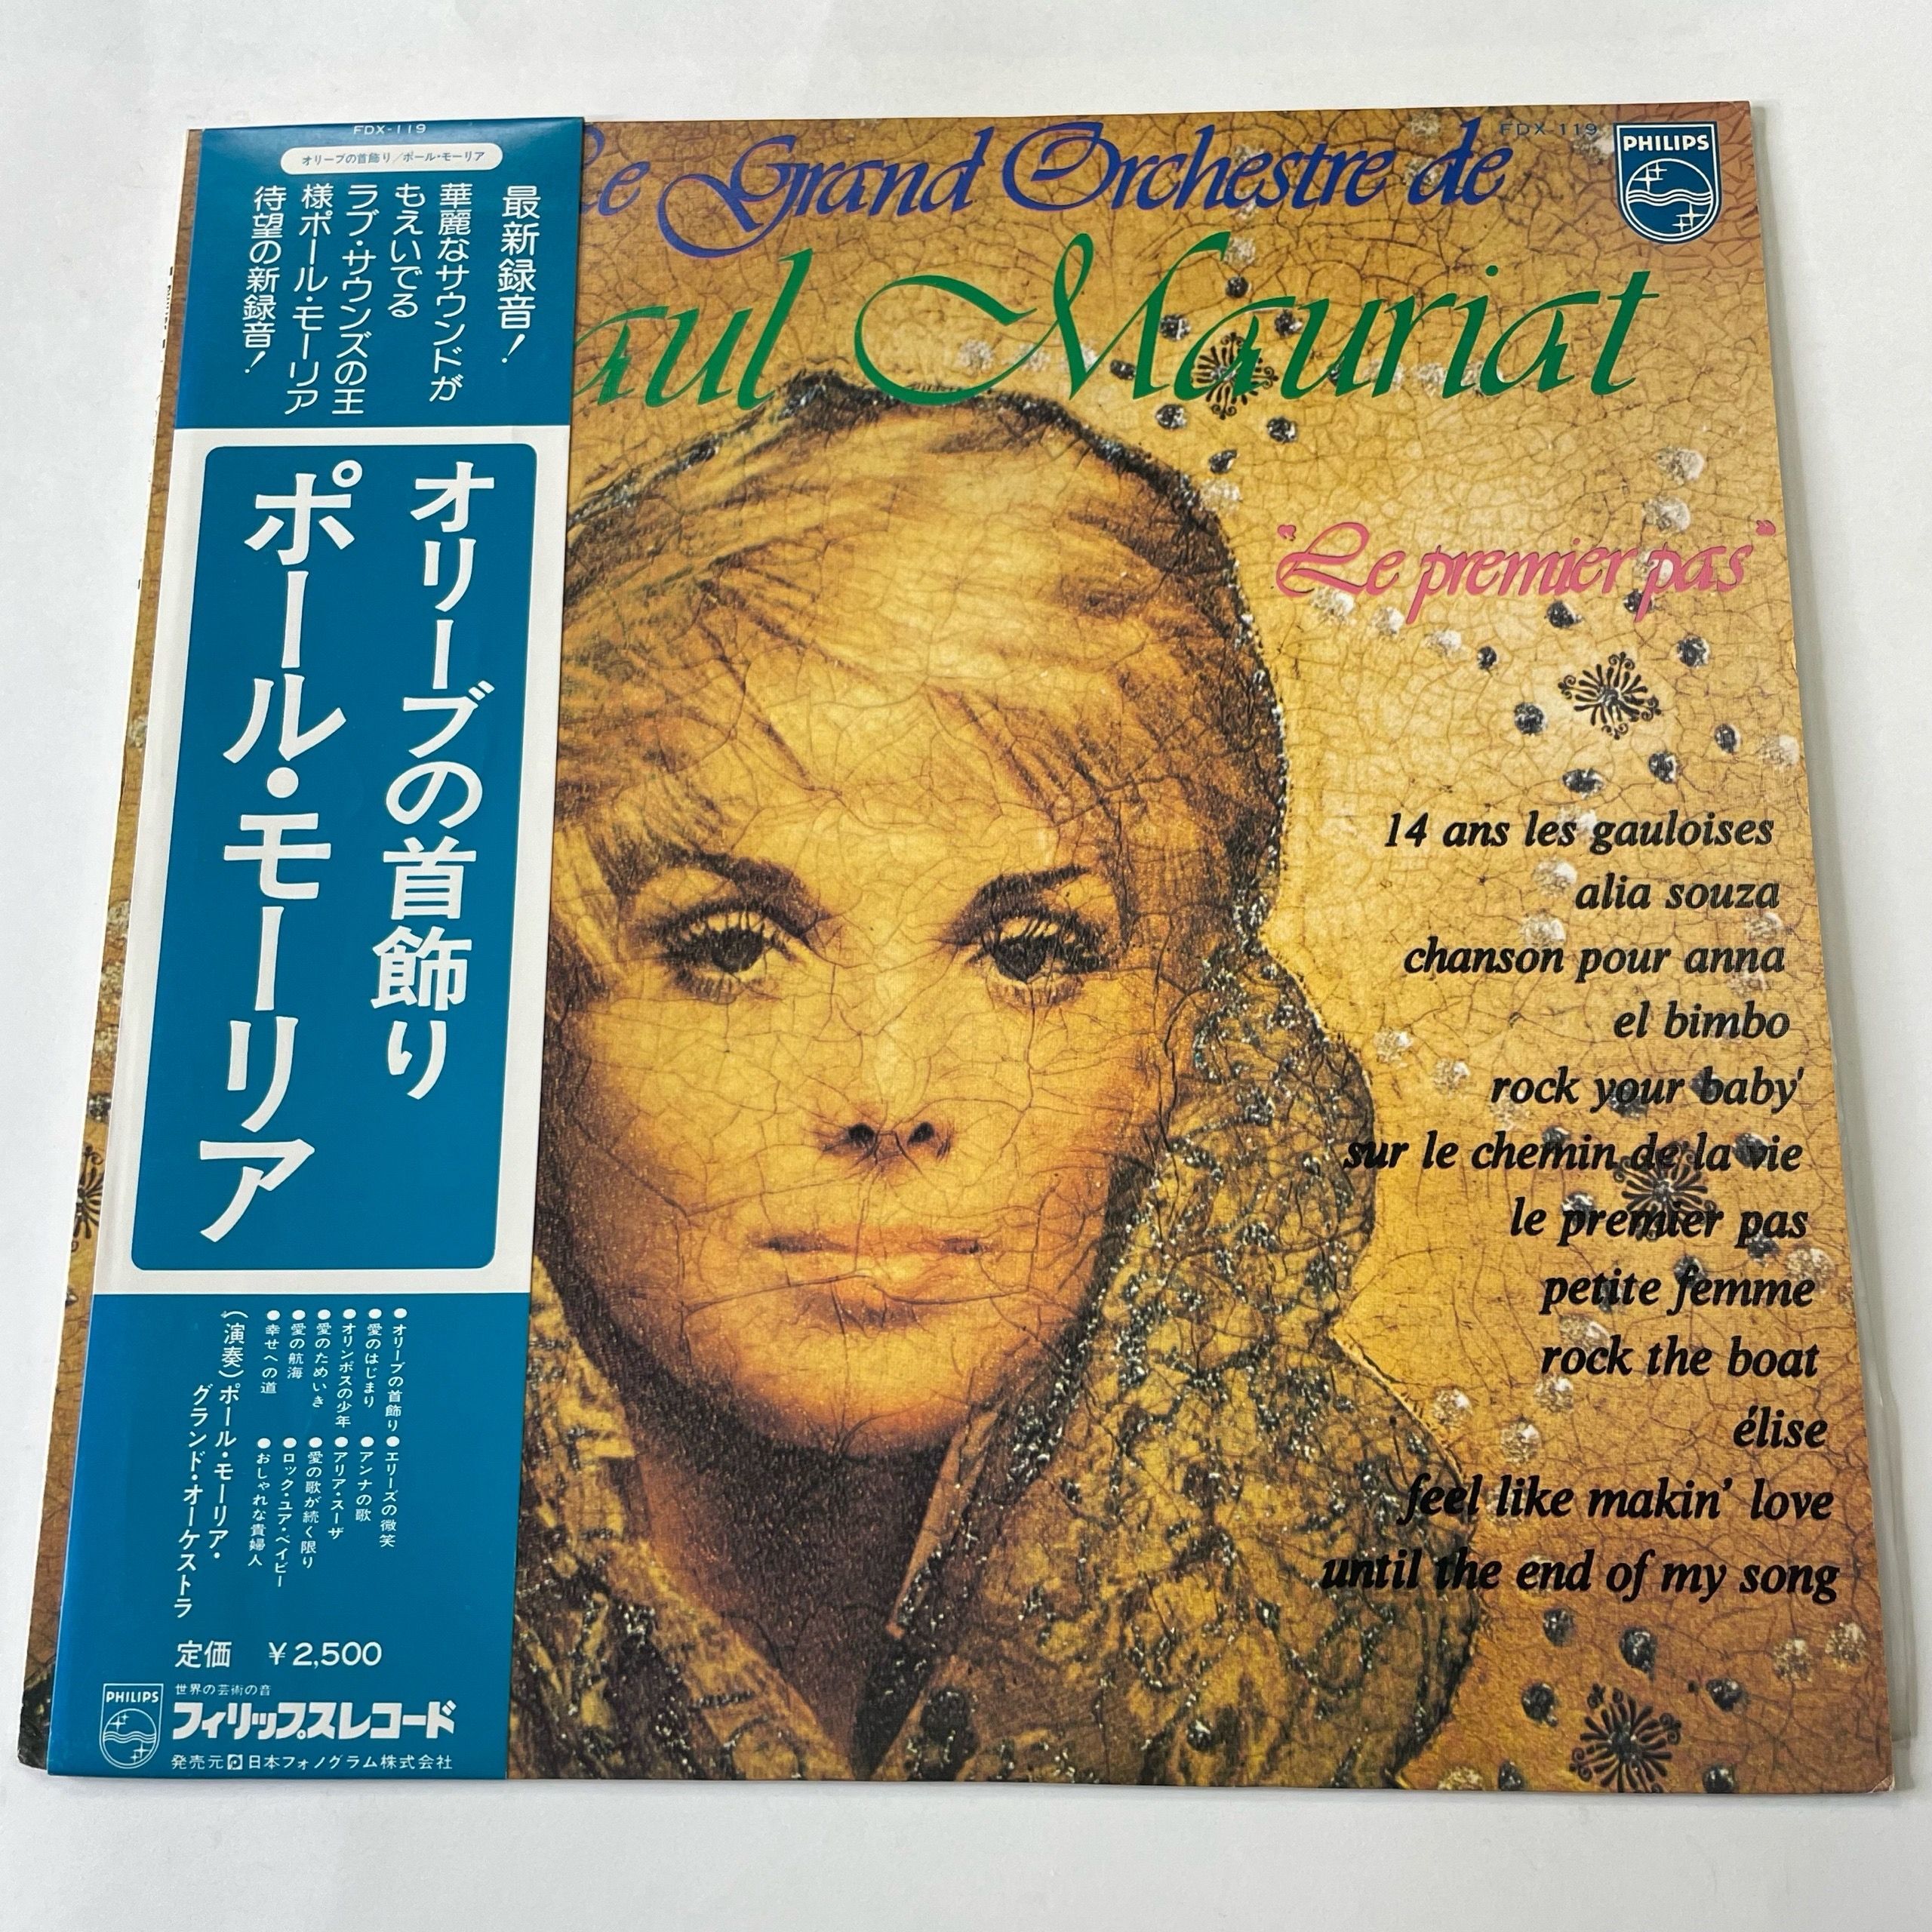 FDX-119
オリーブの首飾り/ポール・モーリア
最新録音!
華麗なサウンドが
もえいでる
ラブ・サウンズの王
様ポール・モーリア
待望の新録音!
オリーブの首飾り
ポール・モーリア
●オリーブの首飾り
●愛のはじまり
●オリンポスの少年
●愛のためいき
●愛の航海
●幸せへの道
●エリーズの微笑
●アンナの歌
●アリア・スーザ
●愛の歌が続く限り
●ロック・ユア・ベイビー
●おしゃれな貴婦人
(演奏)ポール・モーリア・
グランド・オーケストラ
定価 ¥2,500
PHILIPS
世界の芸術の音
フィリップスレコード
発売元 日本フォノグラム株式会社
Le Grand Orchestre de
FDX-119
PHILIPS
aul Mauriat
"Le premier pas"
14 ans les gauloises
alia souza
chanson pour anna
el bimbo
rock your baby'
sur le chemin de la vie
le premier pas
petite femme
rock the boat
élise
feel like makin' love
until the end of my song